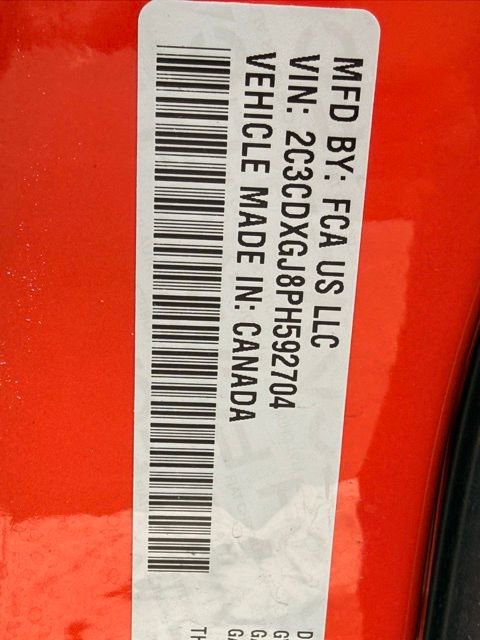 MFD BY: FCA US LLC
VIN: 2C3CDXGJ8PH592704
VEHICLE MADE IN: CANADA